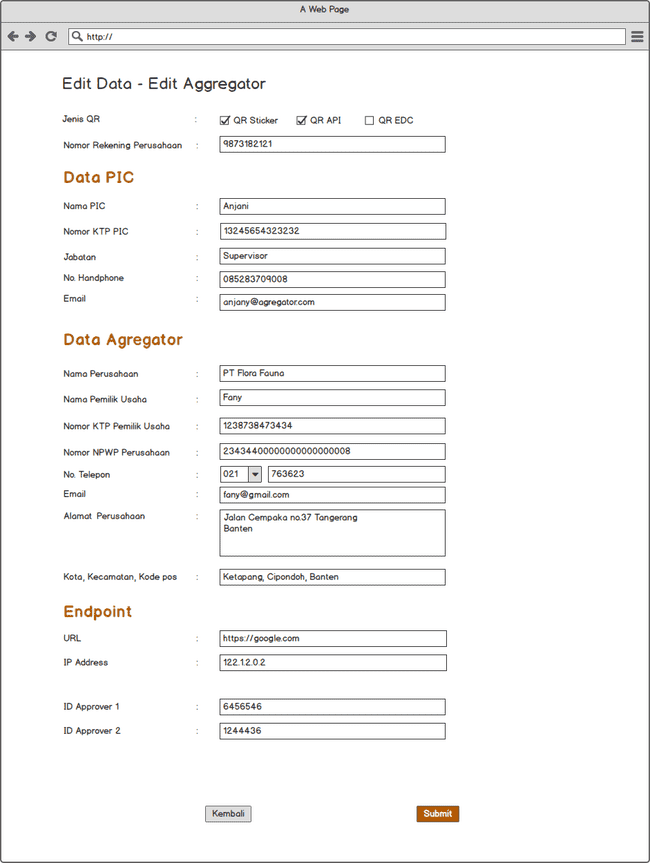 A Web Page
http://
Edit Data - Edit Aggregator
Jenis QR : QR Sticker QR API QR EDC
Nomor Rekening Perusahaan : 9873182121
Data PIC
Nama PIC : Anjani
Nomor KTP PIC : 13245654323232
Jabatan : Supervisor
No. Handphone : 085283709008
Email : anjany@agregator.com
Data Agregator
Nama Perusahaan : PT Flora Fauna
Nama Pemilik Usaha : Fany
Nomor KTP Pemilik Usaha : 1238738473434
Nomor NPWP Perusahaan : 23434400000000000000008
No. Telepon : 021 763623
Email : fany@gmail.com
Alamat Perusahaan : Jalan Cempaka no.37 Tangerang
Banten
Kota, Kecamatan, Kode pos : Ketapang, Cipondoh, Banten
Endpoint
URL : https://google.com
IP Address : 122.1.2.0.2
ID Approver 1 : 6456546
ID Approver 2 : 1244436
Kembali Submit